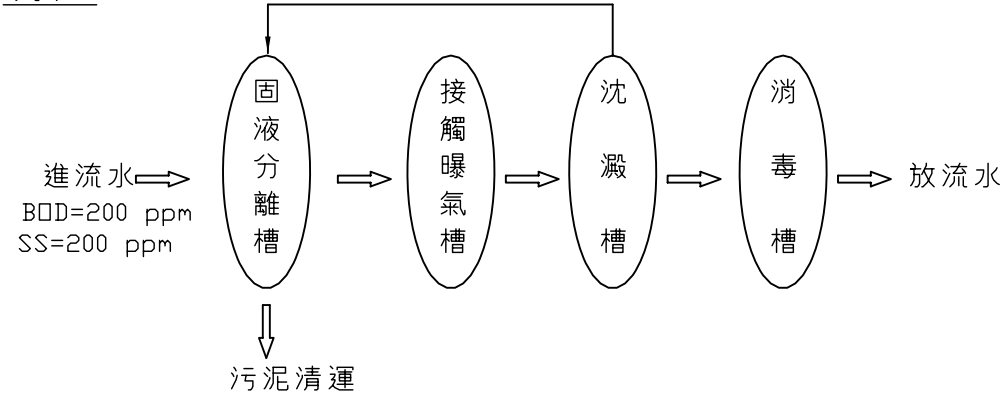 固液分離槽
接觸曝氣槽
沈澱槽
消毒槽
進流水
放流水
BOD=200 ppm
SS=200 ppm
污泥清運